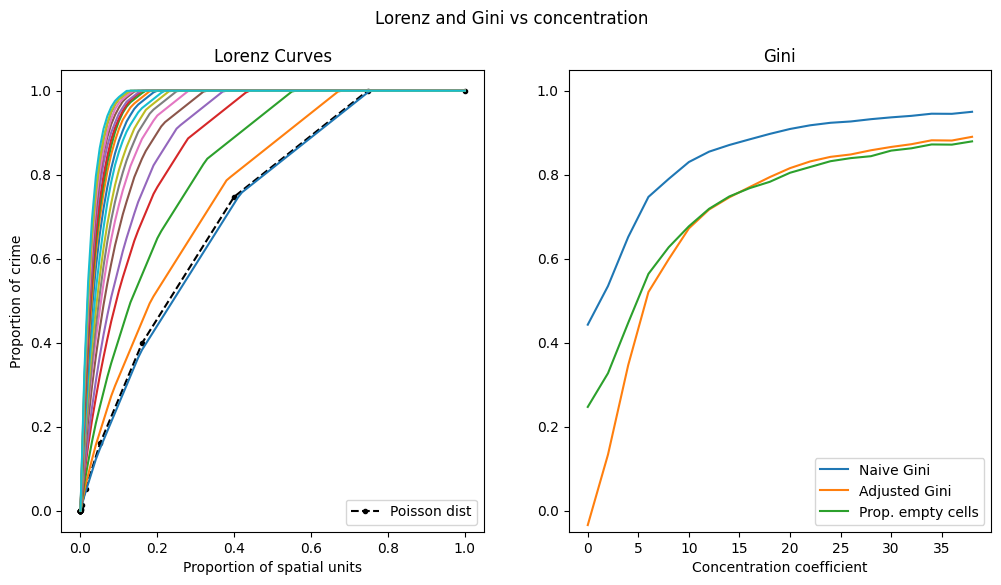 Lorenz and Gini vs concentration
Lorenz Curves
Proportion of crime
1.0
0.8
0.6
0.4
0.2
0.0
0.0 0.2 0.4 0.6 0.8 1.0
Proportion of spatial units
Poisson dist
Gini
1.0
0.8
0.6
0.4
0.2
0.0
0 5 10 15 20 25 30 35
Concentration coefficient
Naive Gini
Adjusted Gini
Prop. empty cells